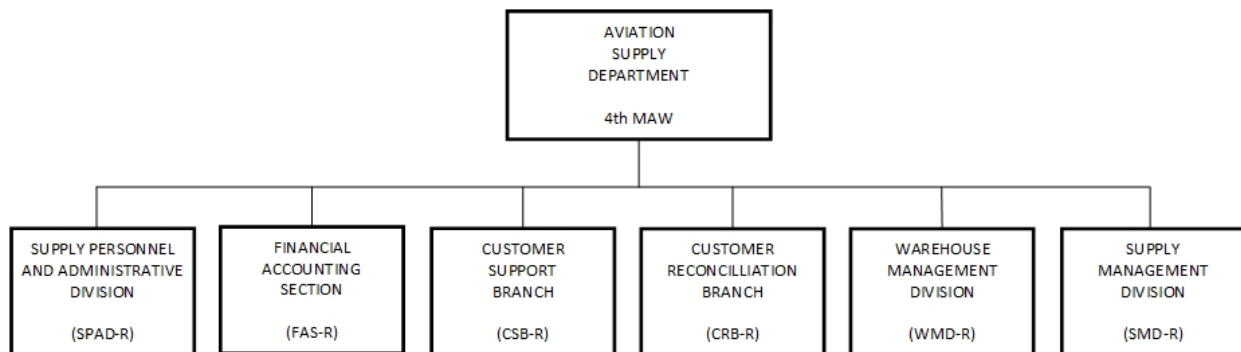 AVIATION
SUPPLY
DEPARTMENT
4th MAW
SUPPLY PERSONNEL
AND ADMINISTRATIVE
DIVISION
(SPAD-R)
FINANCIAL
ACCOUNTING
SECTION
(FAS-R)
CUSTOMER
SUPPORT
BRANCH
(CSB-R)
CUSTOMER
RECONCILLIATION
BRANCH
(CRB-R)
WAREHOUSE
MANAGEMENT
DIVISION
(WMD-R)
SUPPLY
MANAGEMENT
DIVISION
(SMD-R)